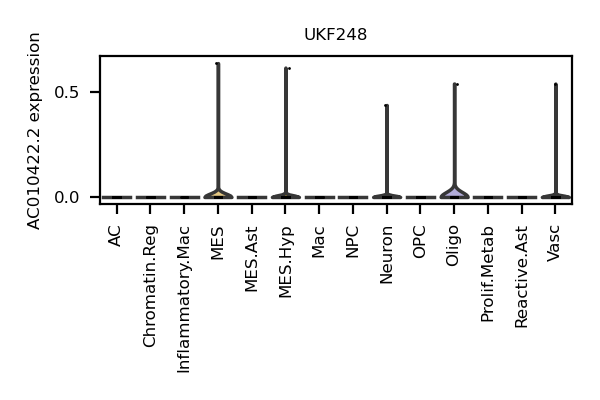 UKF248
AC010422.2 expression
0.5
0.0
AC
Chromatin.Reg
Inflammatory.Mac
MES
MES.Ast
MES.Hyp
Mac
NPC
Neuron
OPC
Oligo
Prolif.Metab
Reactive.Ast
Vasc